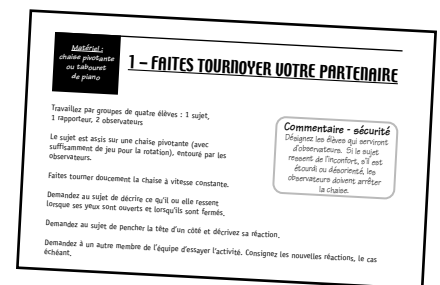 Matériel :
chaise pivotante
ou tabouret
de piano
1 – FAITES TOURNOYER VOTRE PARTENAIRE
Travaillez par groupes de quatre élèves : 1 sujet,
1 rapporteur, 2 observateurs
Le sujet est assis sur une chaise pivotante (avec
suffisamment de jeu pour la rotation), entouré par les
observateurs.
Faites tourner doucement la chaise à vitesse constante.
Demandez au sujet de décrire ce qu'il ou elle ressent
lorsque ses yeux sont ouverts et lorsqu'ils sont fermés.
Commentaire - sécurité
Désignez les élèves qui serviront
d'observateurs. Si le sujet
ressent de l'inconfort, s'il est
étourdi ou désorienté, les
observateurs doivent arrêter
la chaise.
Demandez au sujet de pencher la tête d'un côté et décrivez sa réaction.
Demandez à un autre membre de l'équipe d'essayer l'activité. Consignez les nouvelles réactions, le cas
échéant.